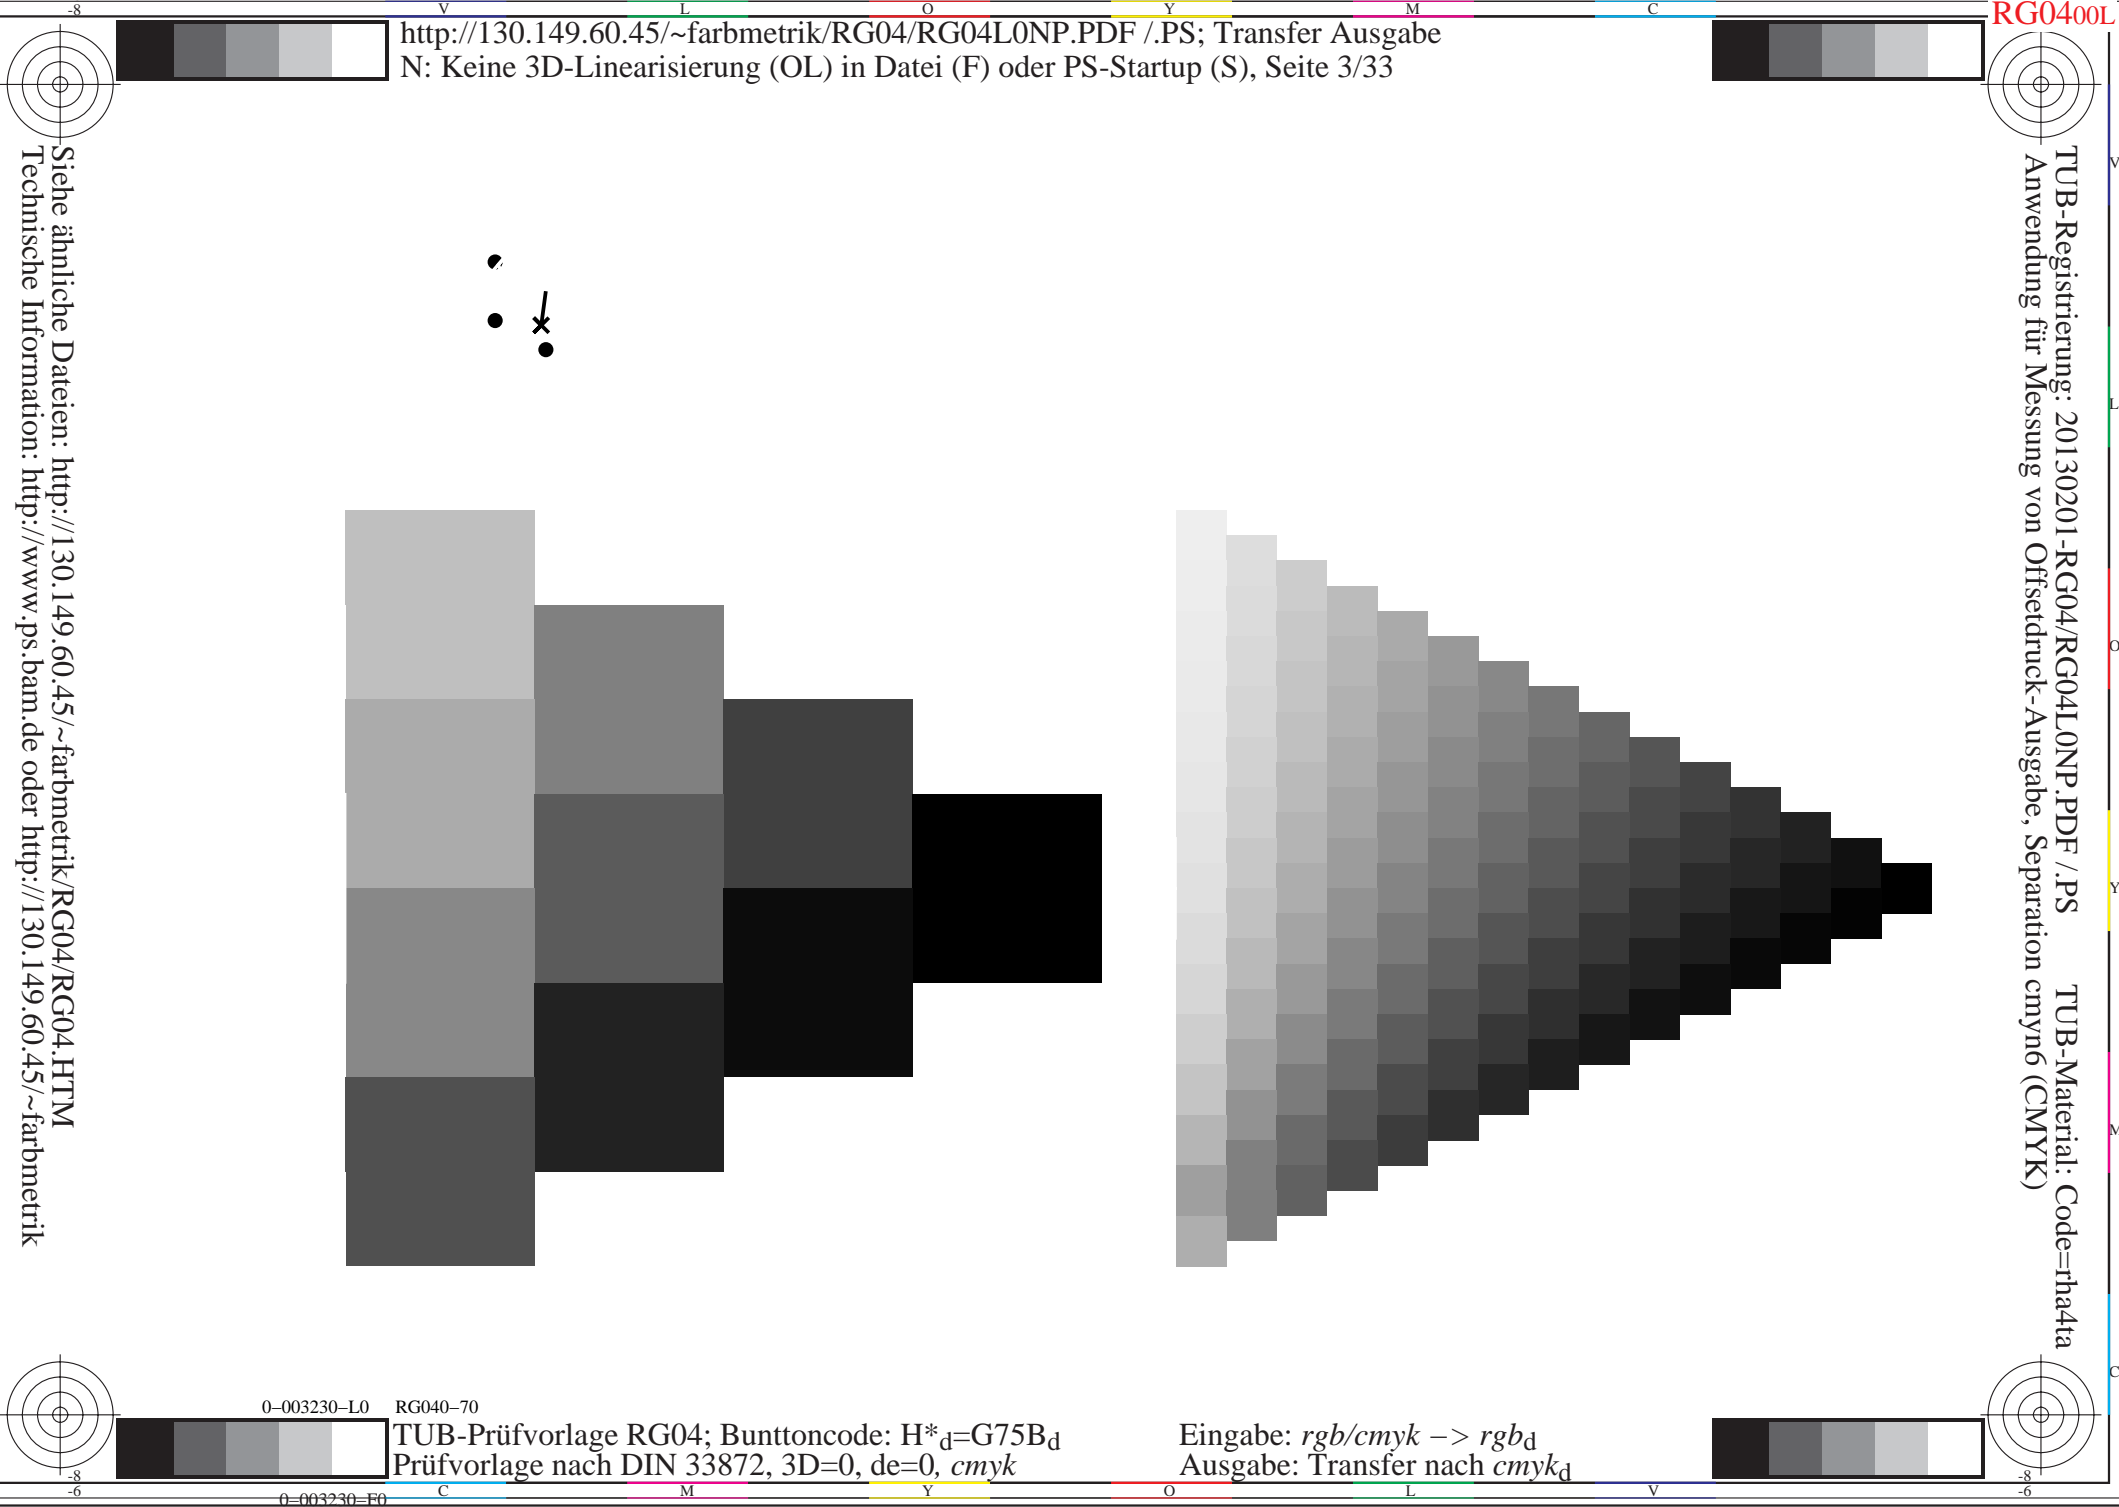 -8 V L O Y M C
RG0400L
http://130.149.60.45/~farbmetrik/RG04/RG04L0NP.PDF /.PS; Transfer Ausgabe
N: Keine 3D-Linearisierung (OL) in Datei (F) oder PS-Startup (S), Seite 3/33
Siehe ähnliche Dateien: http://130.149.60.45/~farbmetrik/RG04/RG04.HTM
Technische Information: http://www.ps.bam.de oder http://130.149.60.45/~farbmetrik
TUB-Registrierung: 20130201-RG04/RG04L0NP.PDF /.PS TUB-Material: Code=rha4ta
Anwendung für Messung von Offsetdruck-Ausgabe, Separation cmyn6 (CMYK)
V
L
O
Y
M
C
0-003230-L0 RG040-70
TUB-Prüfvorlage RG04; Bunttoncode: H*d=G75Bd
Prüfvorlage nach DIN 33872, 3D=0, de=0, cmyk
Eingabe: rgb/cmyk -> rgbd
Ausgabe: Transfer nach cmykd
-8 -8
-6 C M Y O L V -6
0-003230-F0